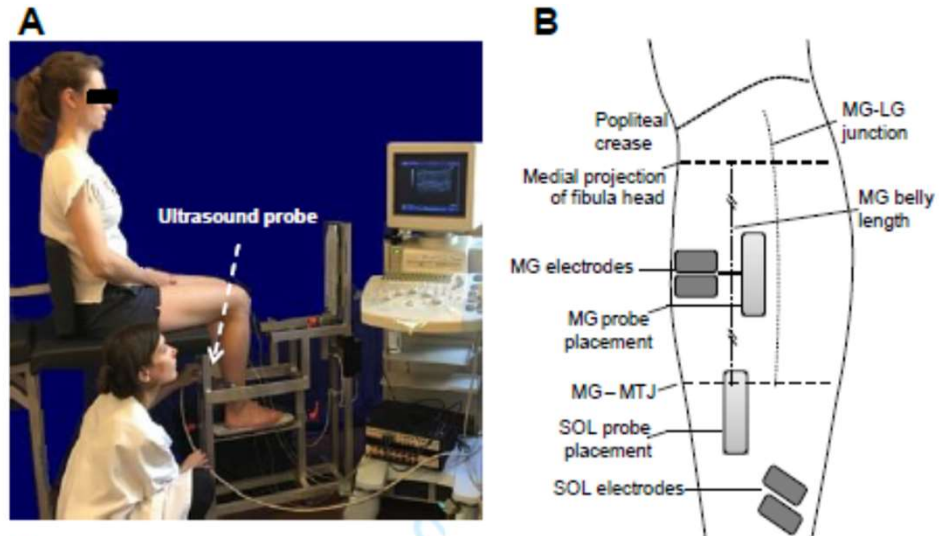 A
B
Ultrasound probe
Popliteal
crease
MG-LG
junction
Medial projection
of fibula head
MG belly
length
MG electrodes
MG probe
placement
MG – MTJ
SOL probe
placement
SOL electrodes